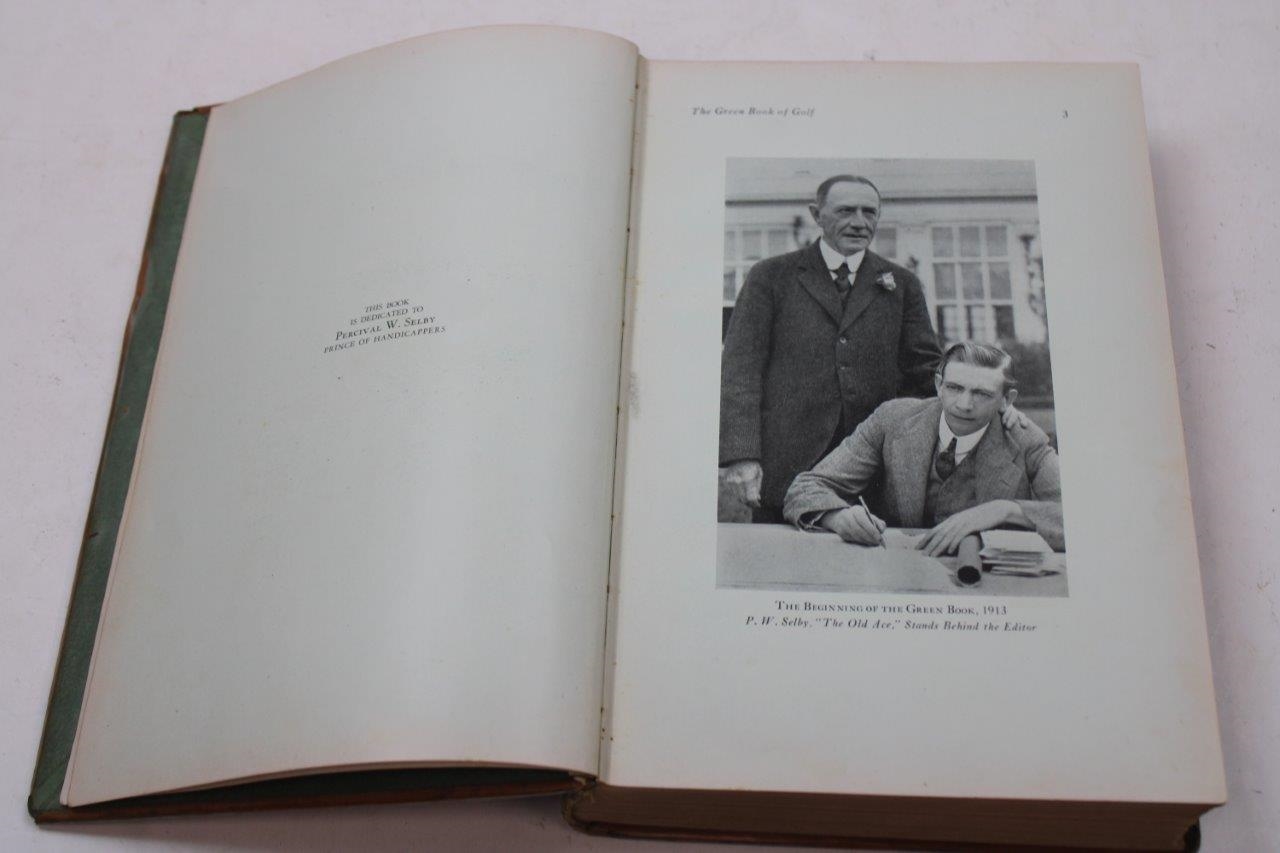 THIS BOOK
IS DEDICATED TO
PERCIVAL W. SELBY
PRINCE OF HANDICAPPERS
The Green Book of Golf 3
THE BEGINNING OF THE GREEN BOOK, 1913
P. W. Selby, "The Old Ace," Stands Behind the Editor